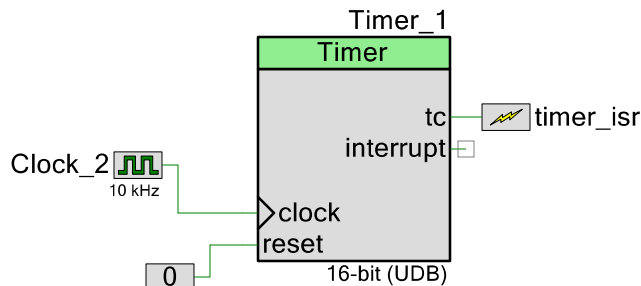 Timer_1
Timer
tc
timer_isr
interrupt
Clock_2
10 kHz
clock
reset
0
16-bit (UDB)